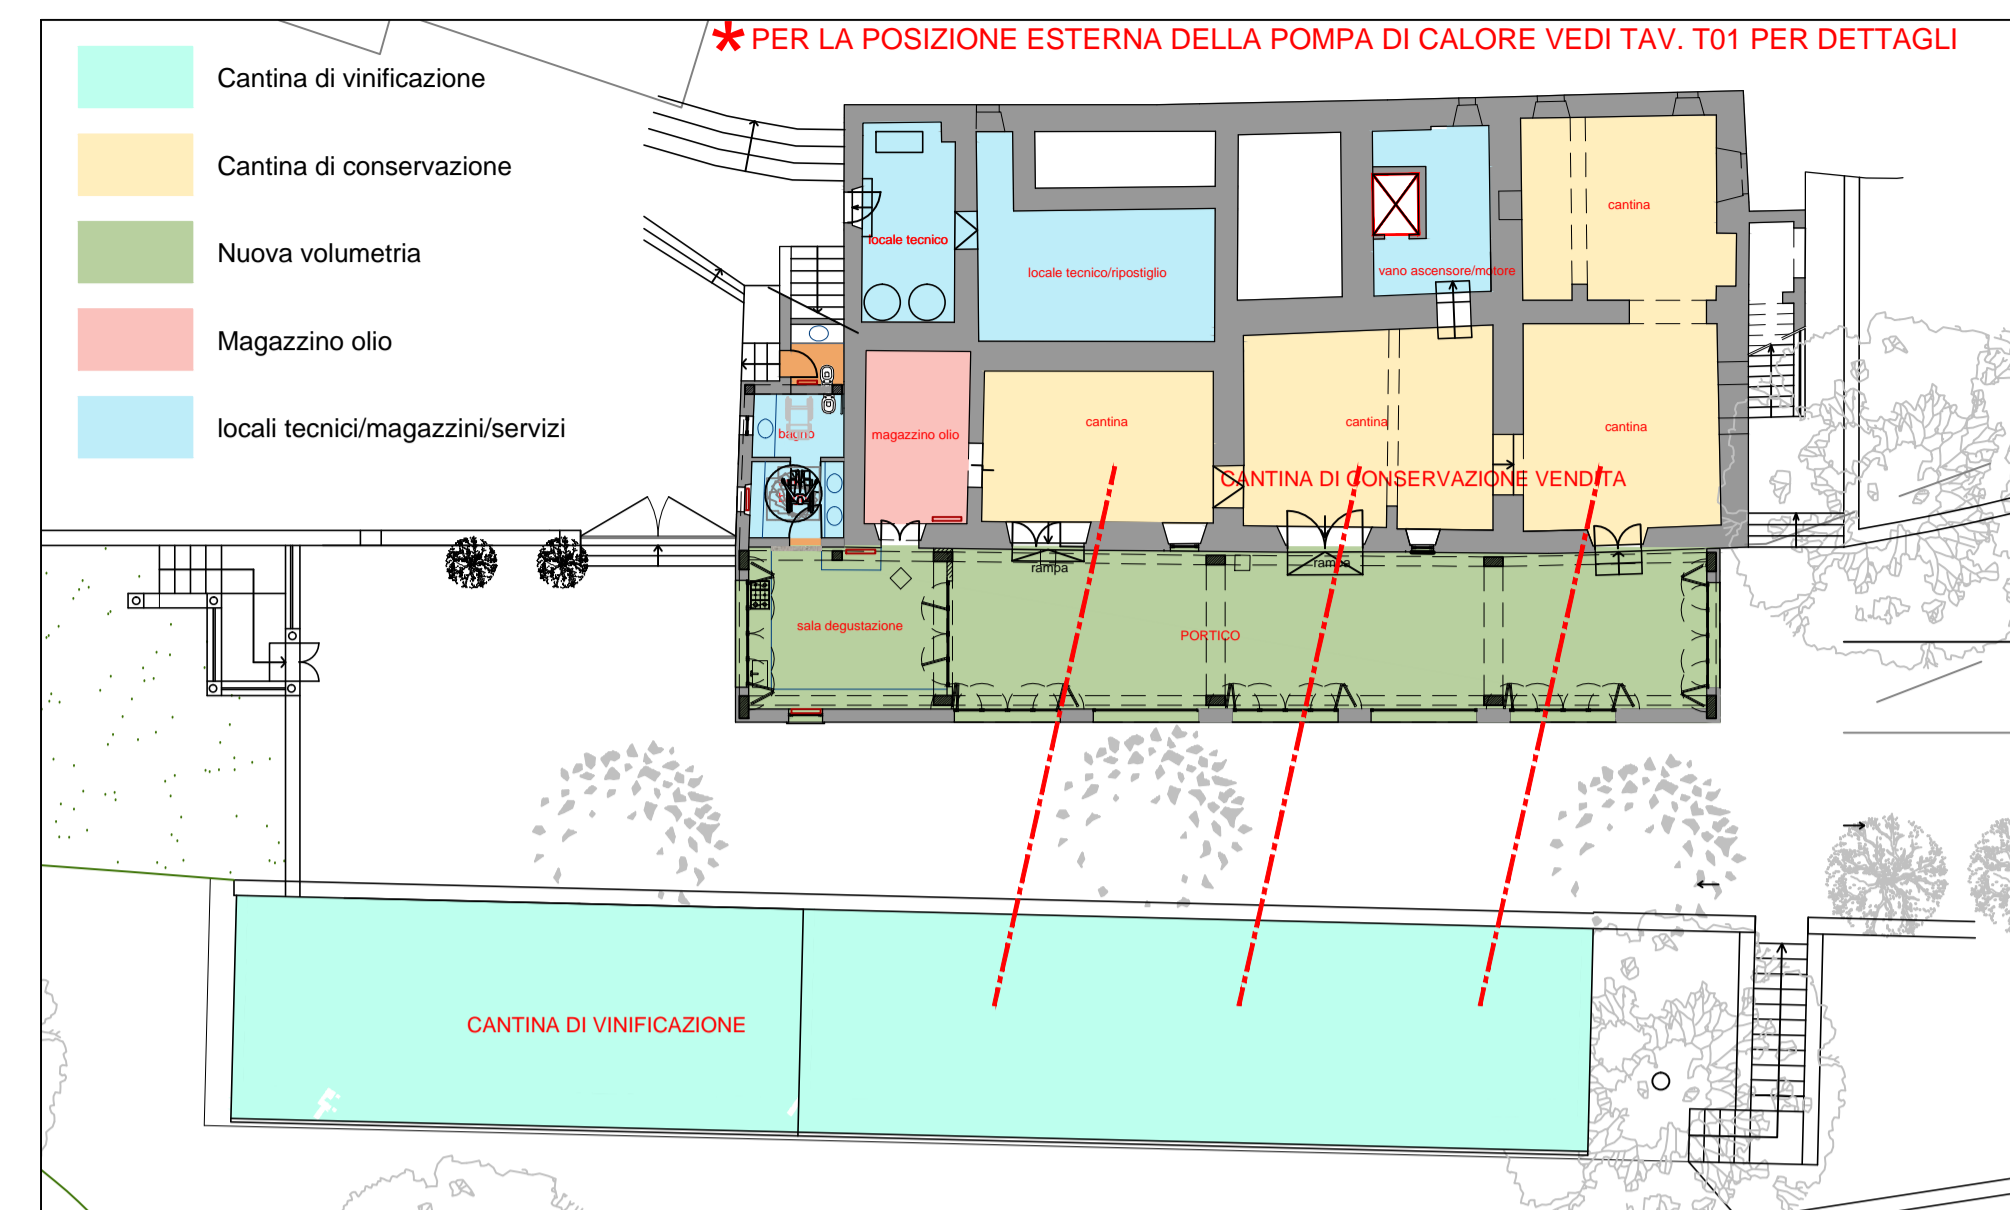 * PER LA POSIZIONE ESTERNA DELLA POMPA DI CALORE VEDI TAV. T01 PER DETTAGLI
Cantina di vinificazione
Cantina di conservazione
Nuova volumetria
Magazzino olio
locali tecnici/magazzini/servizi
cantina
locale tecnico
locale tecnico/ripostiglio
vano ascensore/motore
bagno
magazzino olio
cantina
cantina
cantina
CANTINA DI CONSERVAZIONE VENDITA
rampa
rampa
sala degustazione
PORTICO
CANTINA DI VINIFICAZIONE